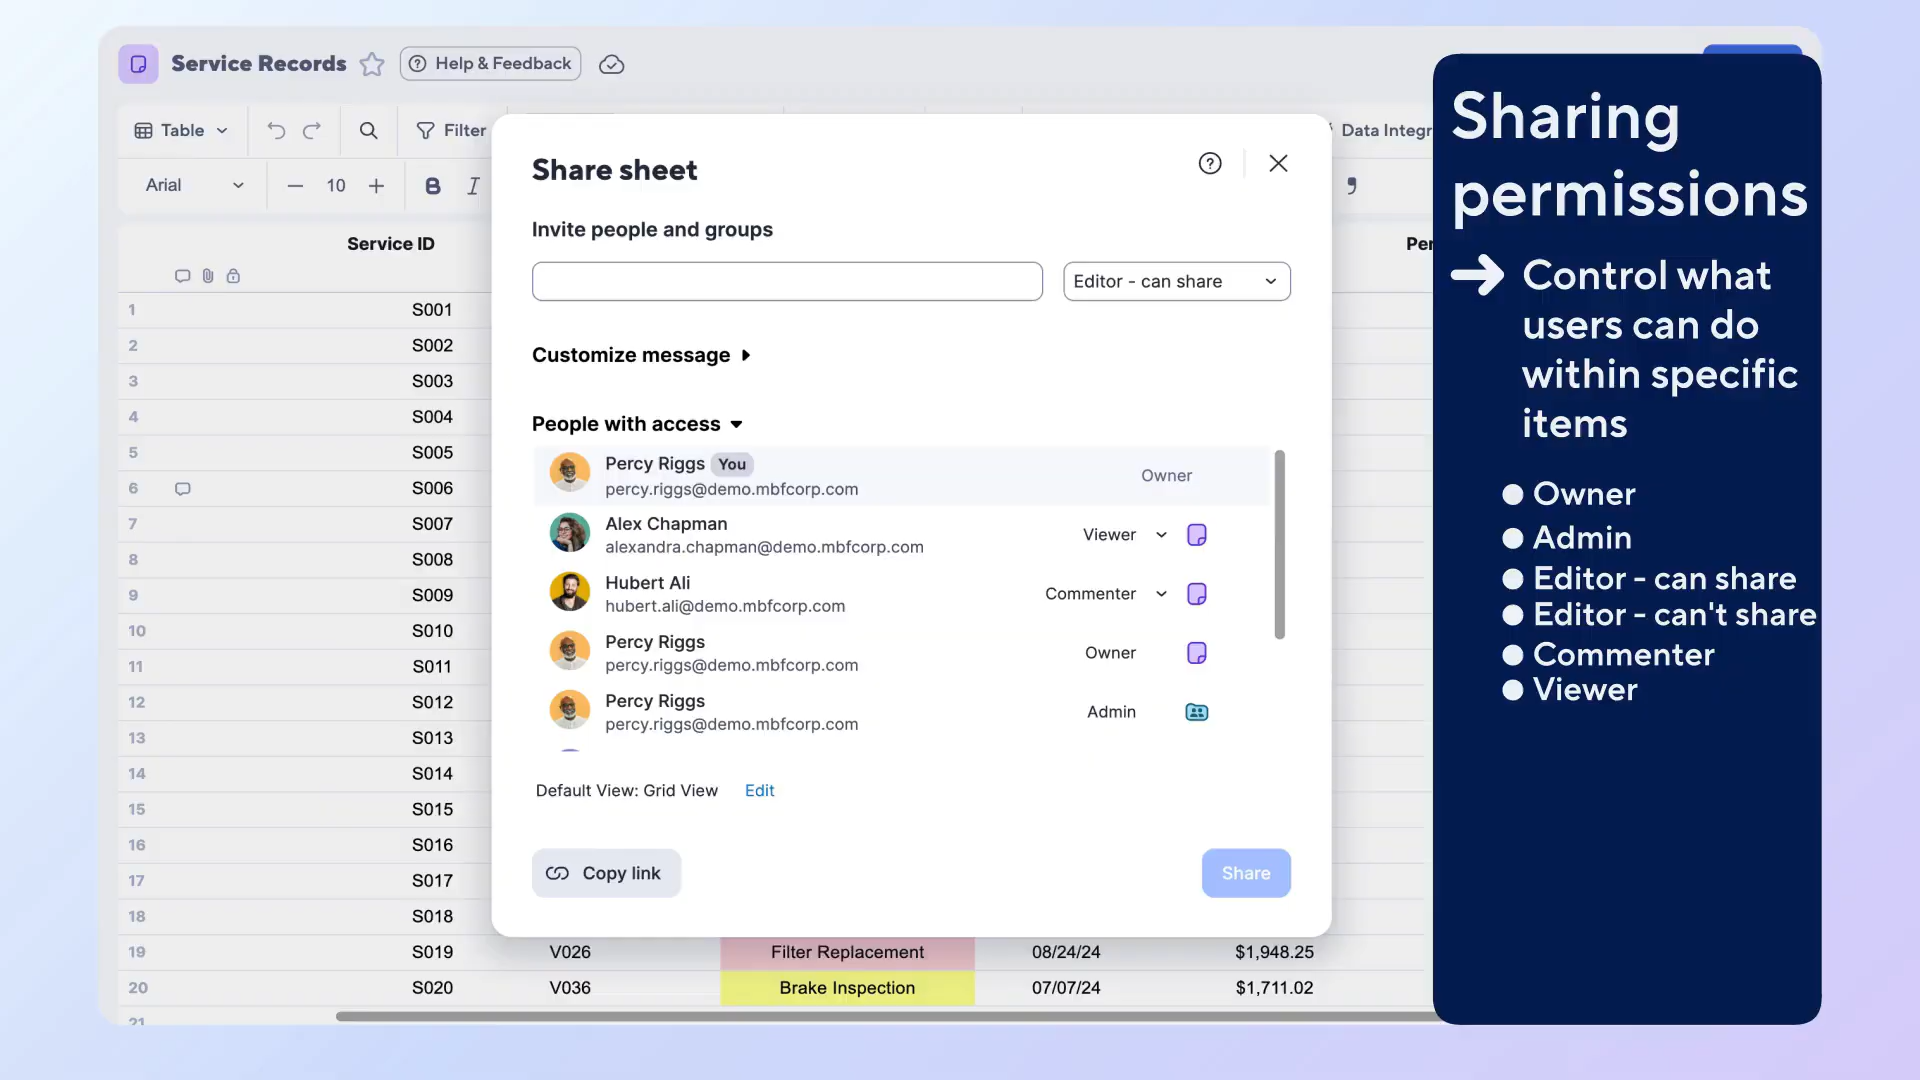 Service Records
Help & Feedback
Table
Filter
Data Integr
Arial
10
B
I
Service ID
Per
1 S001
2 S002
3 S003
4 S004
5 S005
6 S006
7 S007
8 S008
9 S009
10 S010
11 S011
12 S012
13 S013
14 S014
15 S015
16 S016
17 S017
18 S018
19 S019 V026 Filter Replacement 08/24/24 $1,948.25
20 S020 V036 Brake Inspection 07/07/24 $1,711.02
21
Share sheet
Invite people and groups
Editor - can share
Customize message
People with access
Percy Riggs You
percy.riggs@demo.mbfcorp.com
Owner
Alex Chapman
alexandra.chapman@demo.mbfcorp.com
Viewer
Hubert Ali
hubert.ali@demo.mbfcorp.com
Commenter
Percy Riggs
percy.riggs@demo.mbfcorp.com
Owner
Percy Riggs
percy.riggs@demo.mbfcorp.com
Admin
Default View: Grid View Edit
Copy link
Share
Sharing
permissions
Control what
users can do
within specific
items
Owner
Admin
Editor - can share
Editor - can't share
Commenter
Viewer